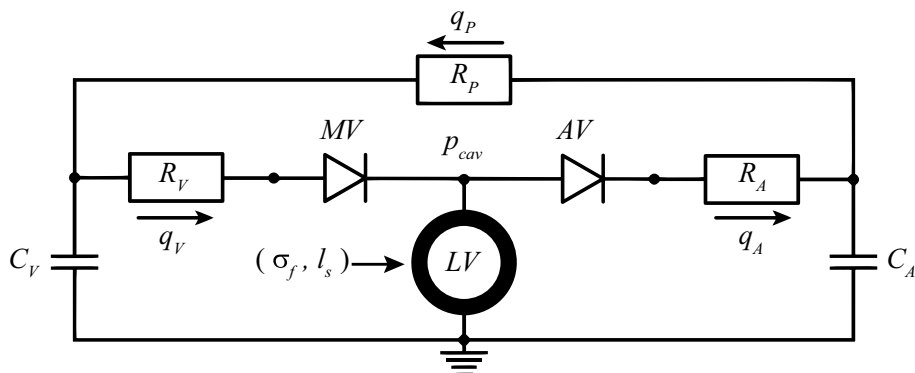 q_P
R_P
MV
p_cav
AV
R_V
R_A
q_V
q_A
C_V
( σ_f , l_s )
LV
C_A